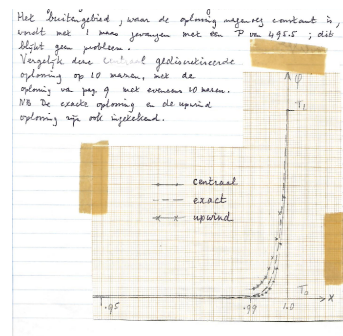 Het buitengebied, waar de oplossing nagenoeg constant is,
wordt met 1 maas gevangen met een P van 495.5; dit
blijkt geen probleem.
Vergelijk deze centraal gediscretiseerde
oplossing op 10 mazen, met de
oplossing van pag. 9 met eveneens 10 mazen.
NB De exacte oplossing en de upwind
oplossing zijn ook ingetekend.
φ
T₁
centraal
exact
upwind
T₀
.95
.99
1.0
x